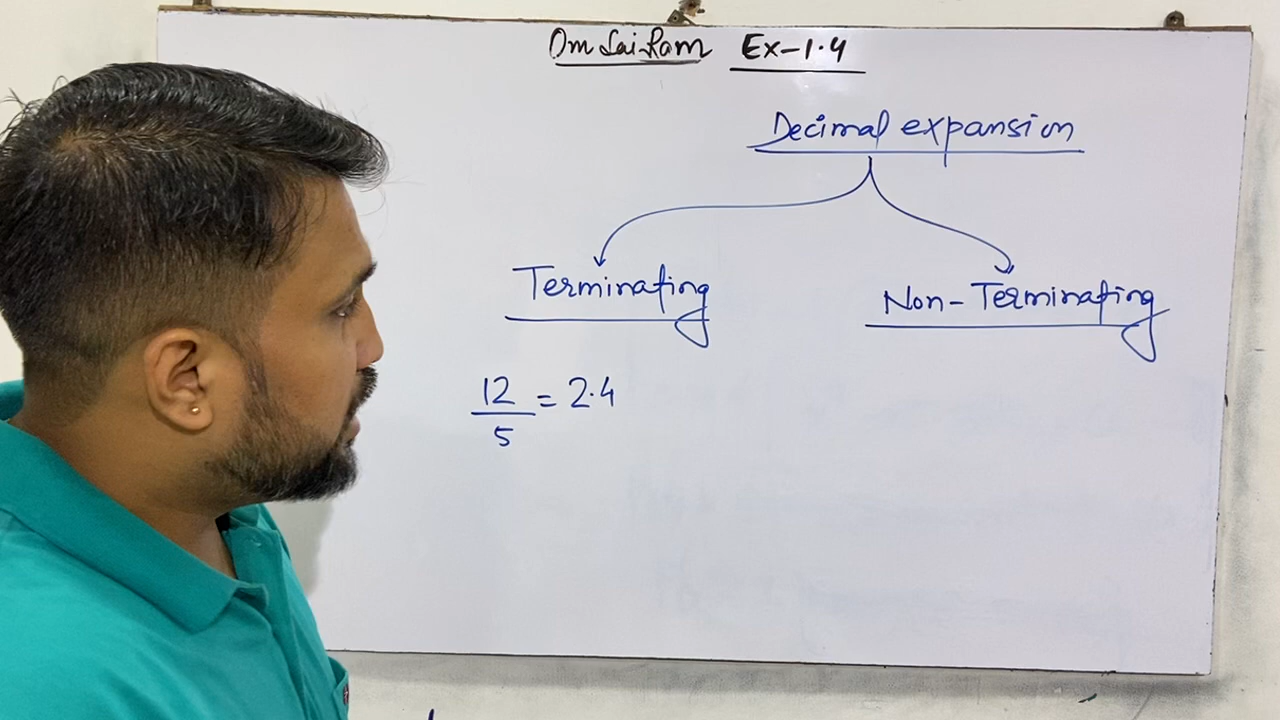 Om Sai Ram Ex-1.4
Decimal expansion
Terminating
Non-Terminating
12/5 = 2.4